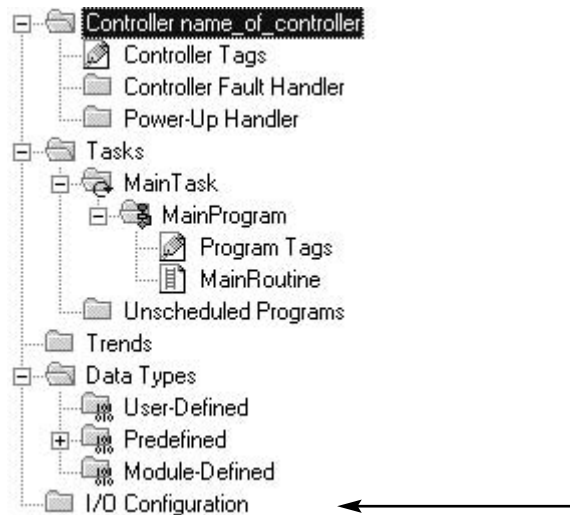 Controller name_of_controller
Controller Tags
Controller Fault Handler
Power-Up Handler
Tasks
MainTask
MainProgram
Program Tags
MainRoutine
Unscheduled Programs
Trends
Data Types
User-Defined
Predefined
Module-Defined
I/O Configuration